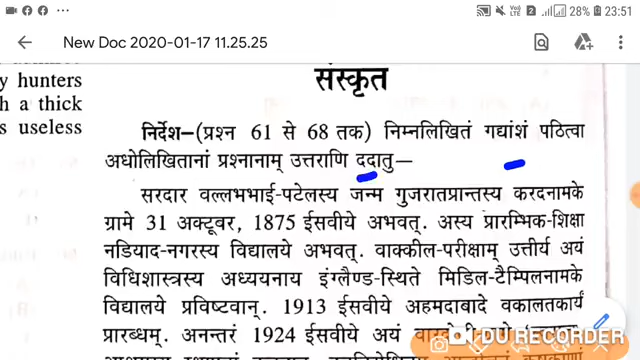 28% 23:51
New Doc 2020-01-17 11.25.25
y hunters
h a thick
s useless
संस्कृत
निर्देश–(प्रश्न 61 से 68 तक) निम्नलिखितं गद्यांशं पठित्वा
अधोलिखितानां प्रश्नानाम् उत्तराणि ददातु—
सरदार वल्लभभाई-पटेलस्य जन्म गुजरातप्रान्तस्य करदनामके
ग्रामे 31 अक्टूबर, 1875 ईसवीये अभवत्. अस्य प्रारम्भिक-शिक्षा
नडियाद-नगरस्य विद्यालये अभवत्. वाक्कील-परीक्षाम् उत्तीर्य अयं
विधिशास्त्रस्य अध्ययनाय इंग्लैण्ड-स्थिते मिडिल-टैम्पिलनामके
विद्यालये प्रविष्टवान्. 1913 ईसवीये अहमदाबादे वकालतकार्यं
प्रारब्धम्. अनन्तरं 1924 ईसवीये अयं
DU RECORDER